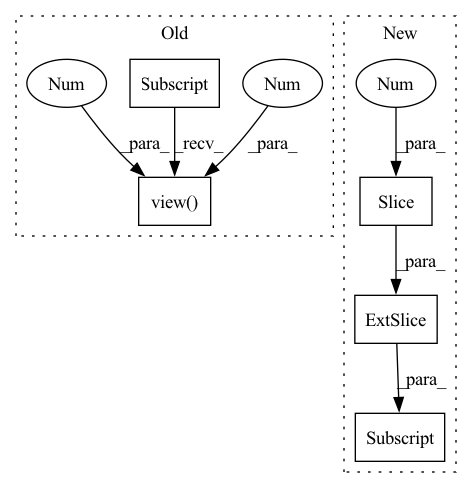 Old
New
Num
Subscript
Num
Num
_para_
_recv_
_para_
_para_
view()
Slice
_para_
ExtSlice
_para_
Subscript